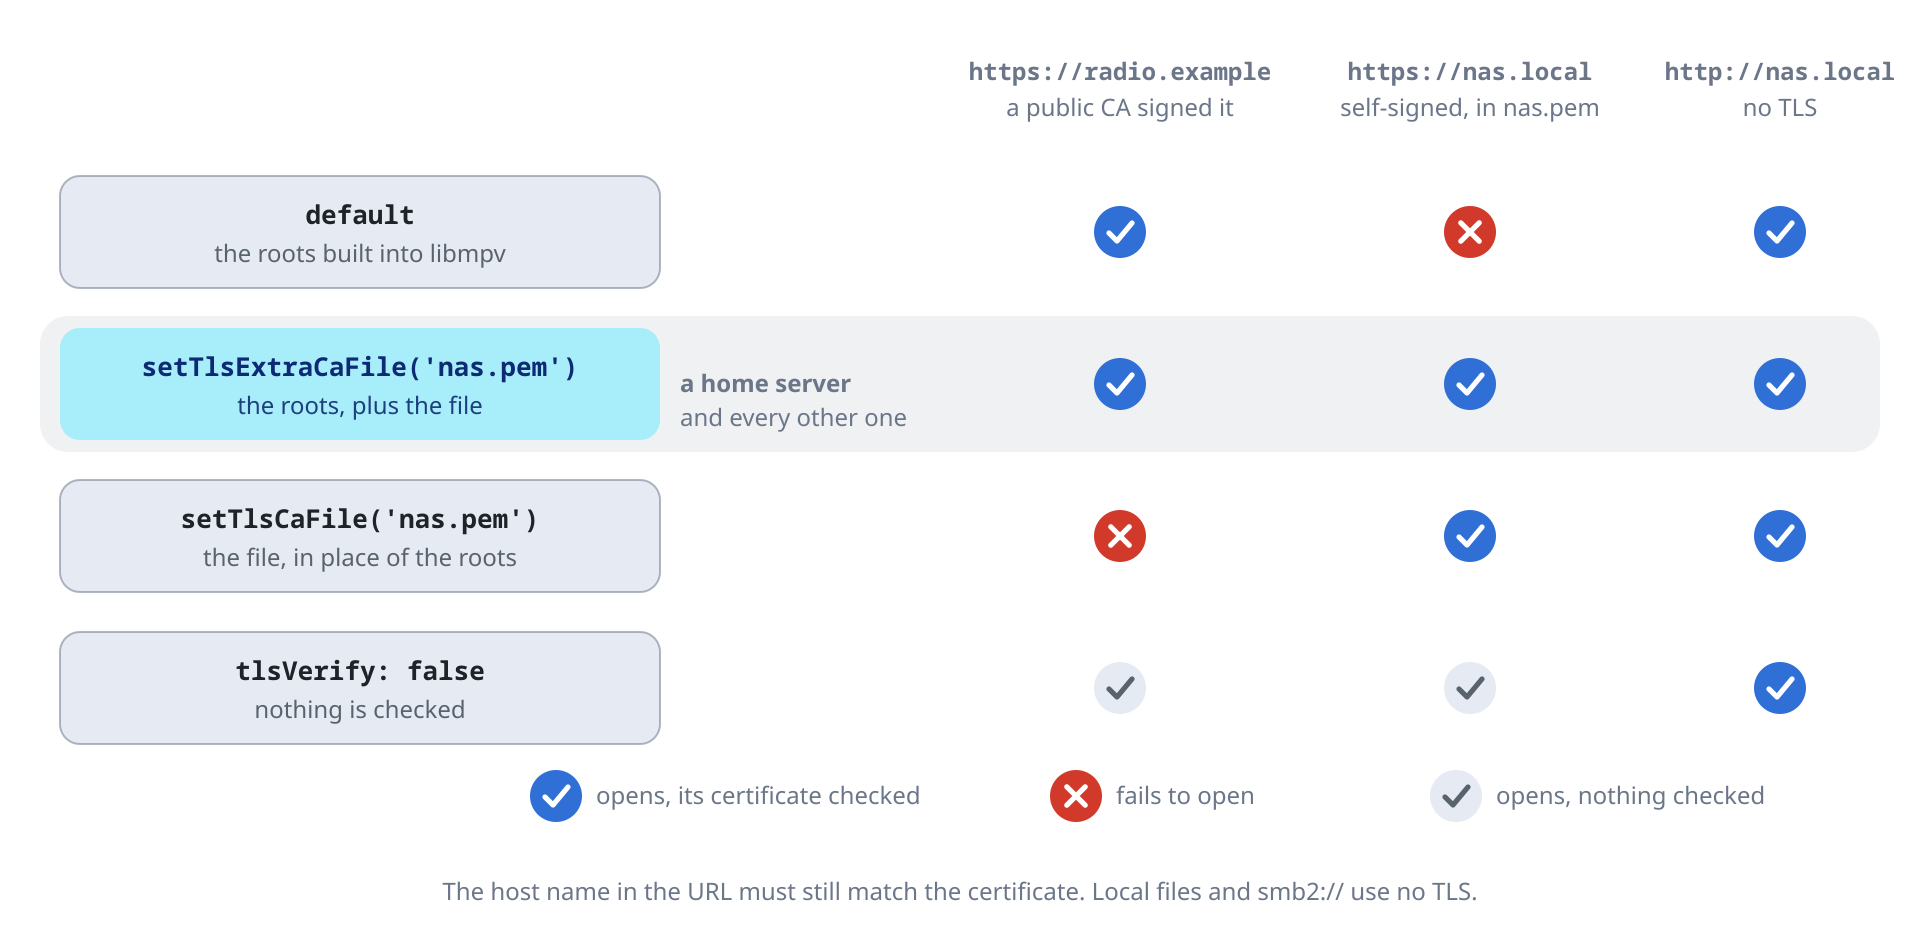 https://radio.example
a public CA signed it
https://nas.local
self-signed, in nas.pem
http://nas.local
no TLS
default
the roots built into libmpv
setTlsExtraCaFile('nas.pem')
the roots, plus the file
a home server
and every other one
setTlsCaFile('nas.pem')
the file, in place of the roots
tlsVerify: false
nothing is checked
opens, its certificate checked
fails to open
opens, nothing checked
The host name in the URL must still match the certificate. Local files and smb2:// use no TLS.